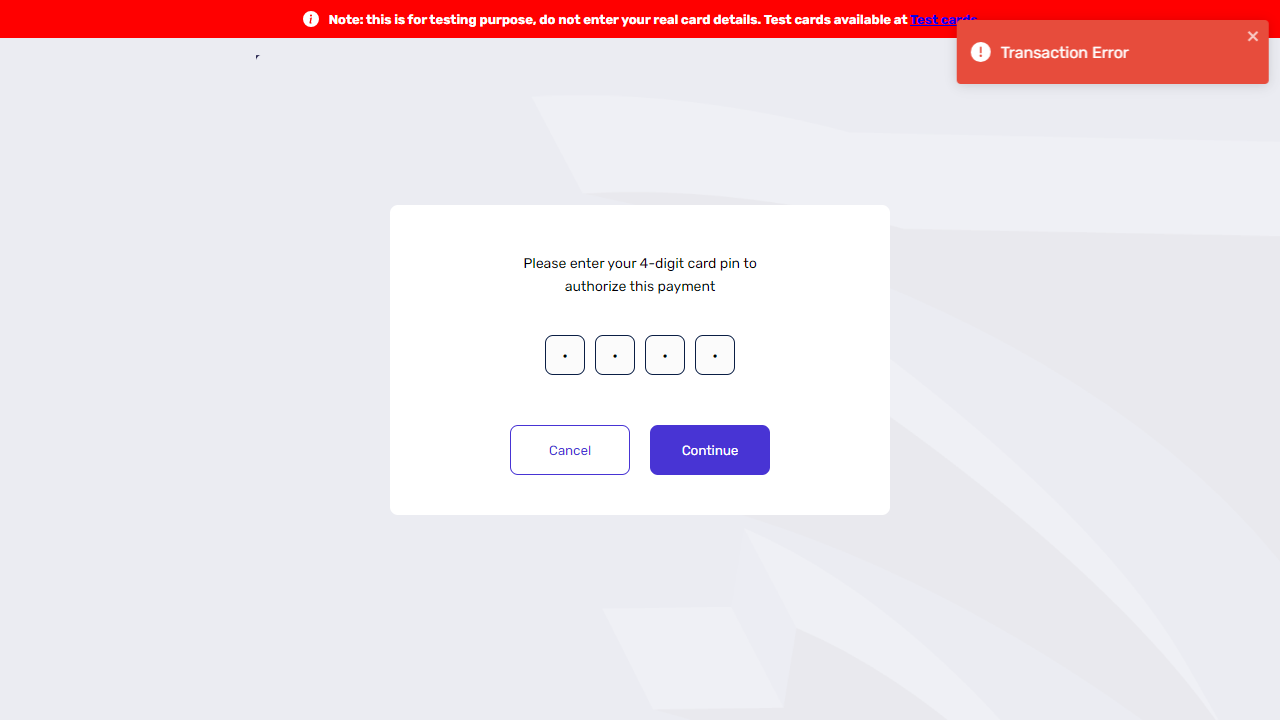 Note: this is for testing purpose, do not enter your real card details. Test cards available at Test cards
Transaction Error
Please enter your 4-digit card pin to
authorize this payment
Cancel
Continue